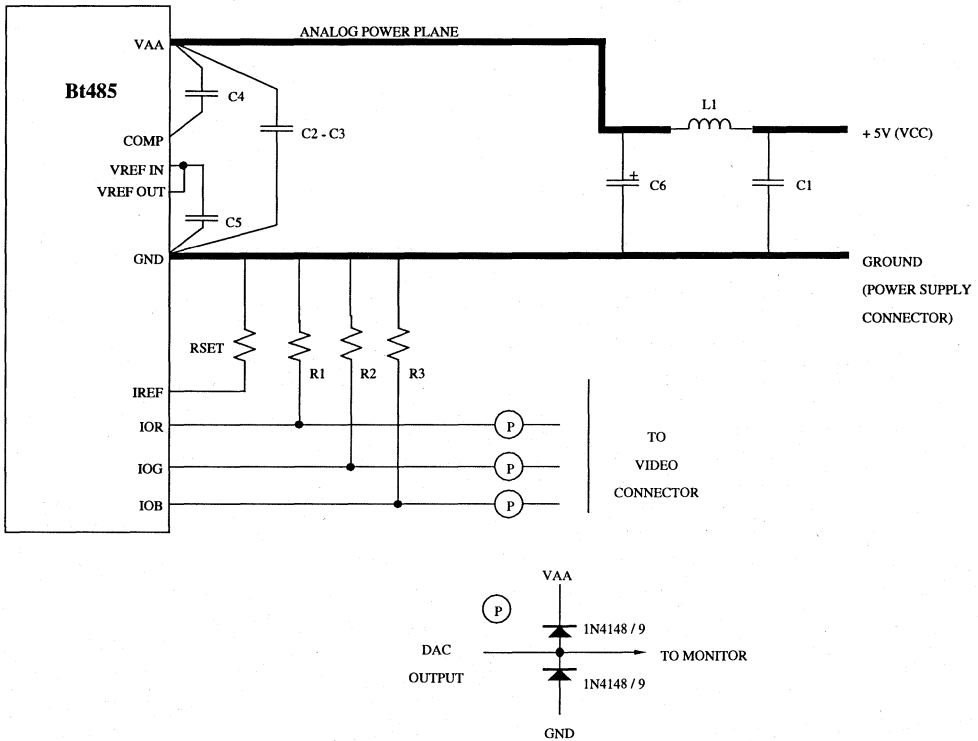 ANALOG POWER PLANE
VAA
Bt485
C4
L1
C2 - C3
+ 5V (VCC)
COMP
VREF IN
VREF OUT
+
C6
C1
C5
GND
GROUND
(POWER SUPPLY
CONNECTOR)
RSET
R1
R2
R3
IREF
IOR
P
TO
IOG
P
VIDEO
CONNECTOR
IOB
P
VAA
P
1N4148 / 9
DAC
OUTPUT
TO MONITOR
1N4148 / 9
GND